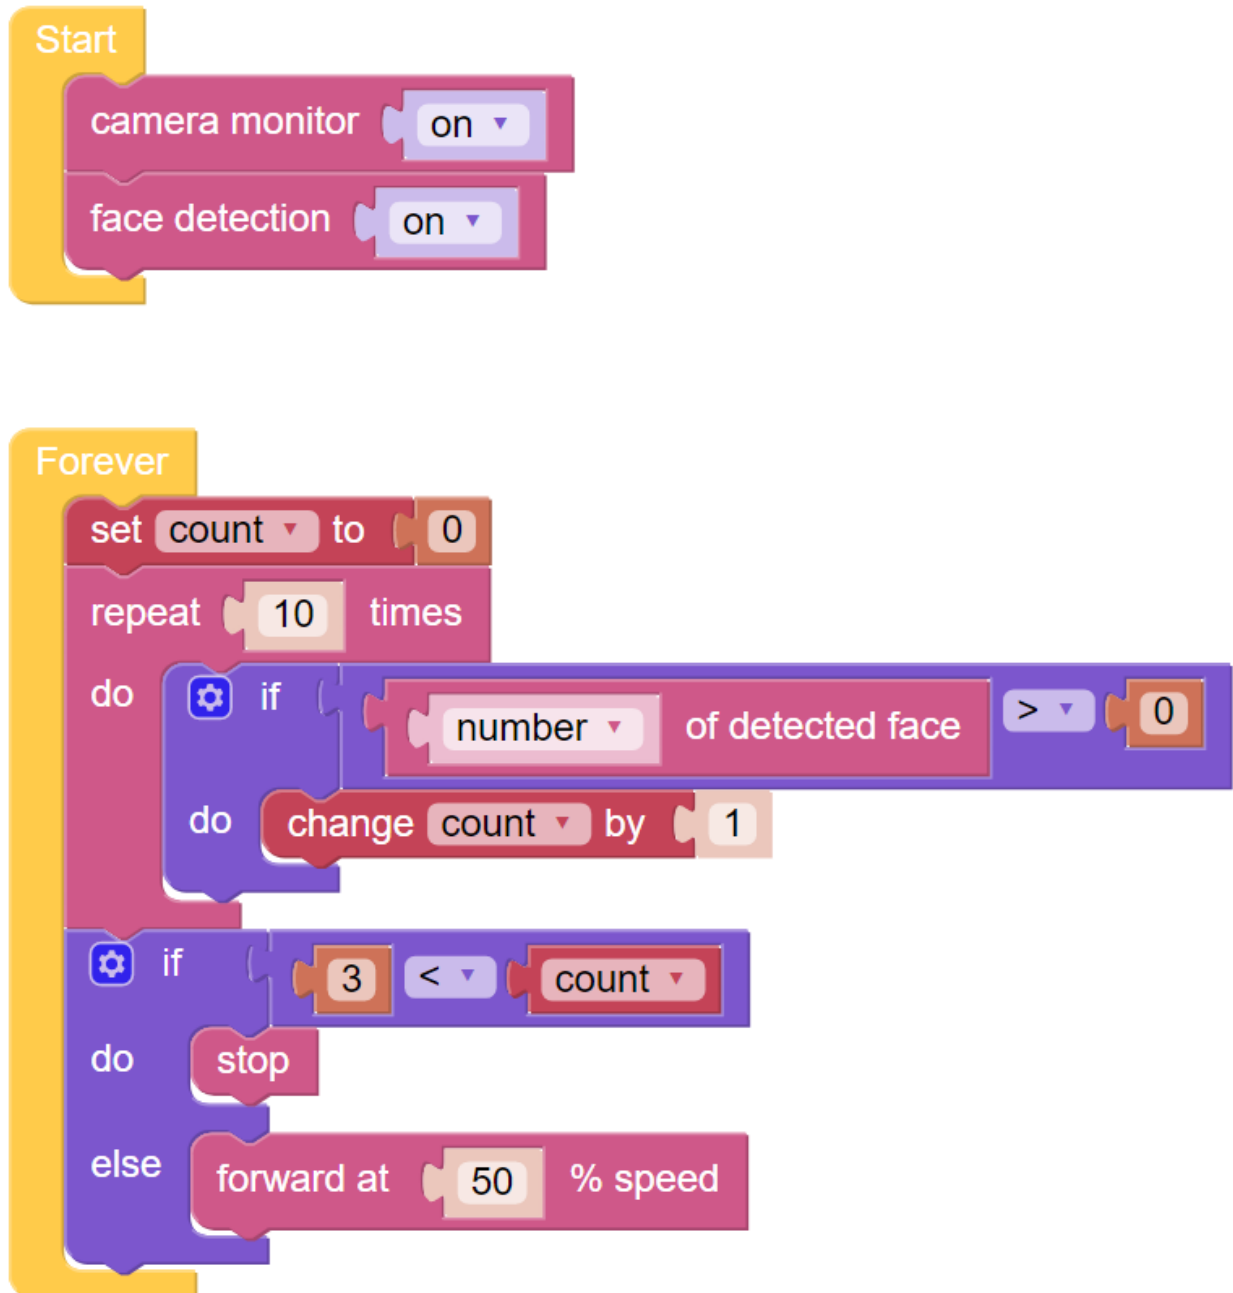 Start
camera monitor on
face detection on
Forever
set count to 0
repeat 10 times
do if number of detected face > 0
do change count by 1
if 3 < count
do stop
else forward at 50 % speed